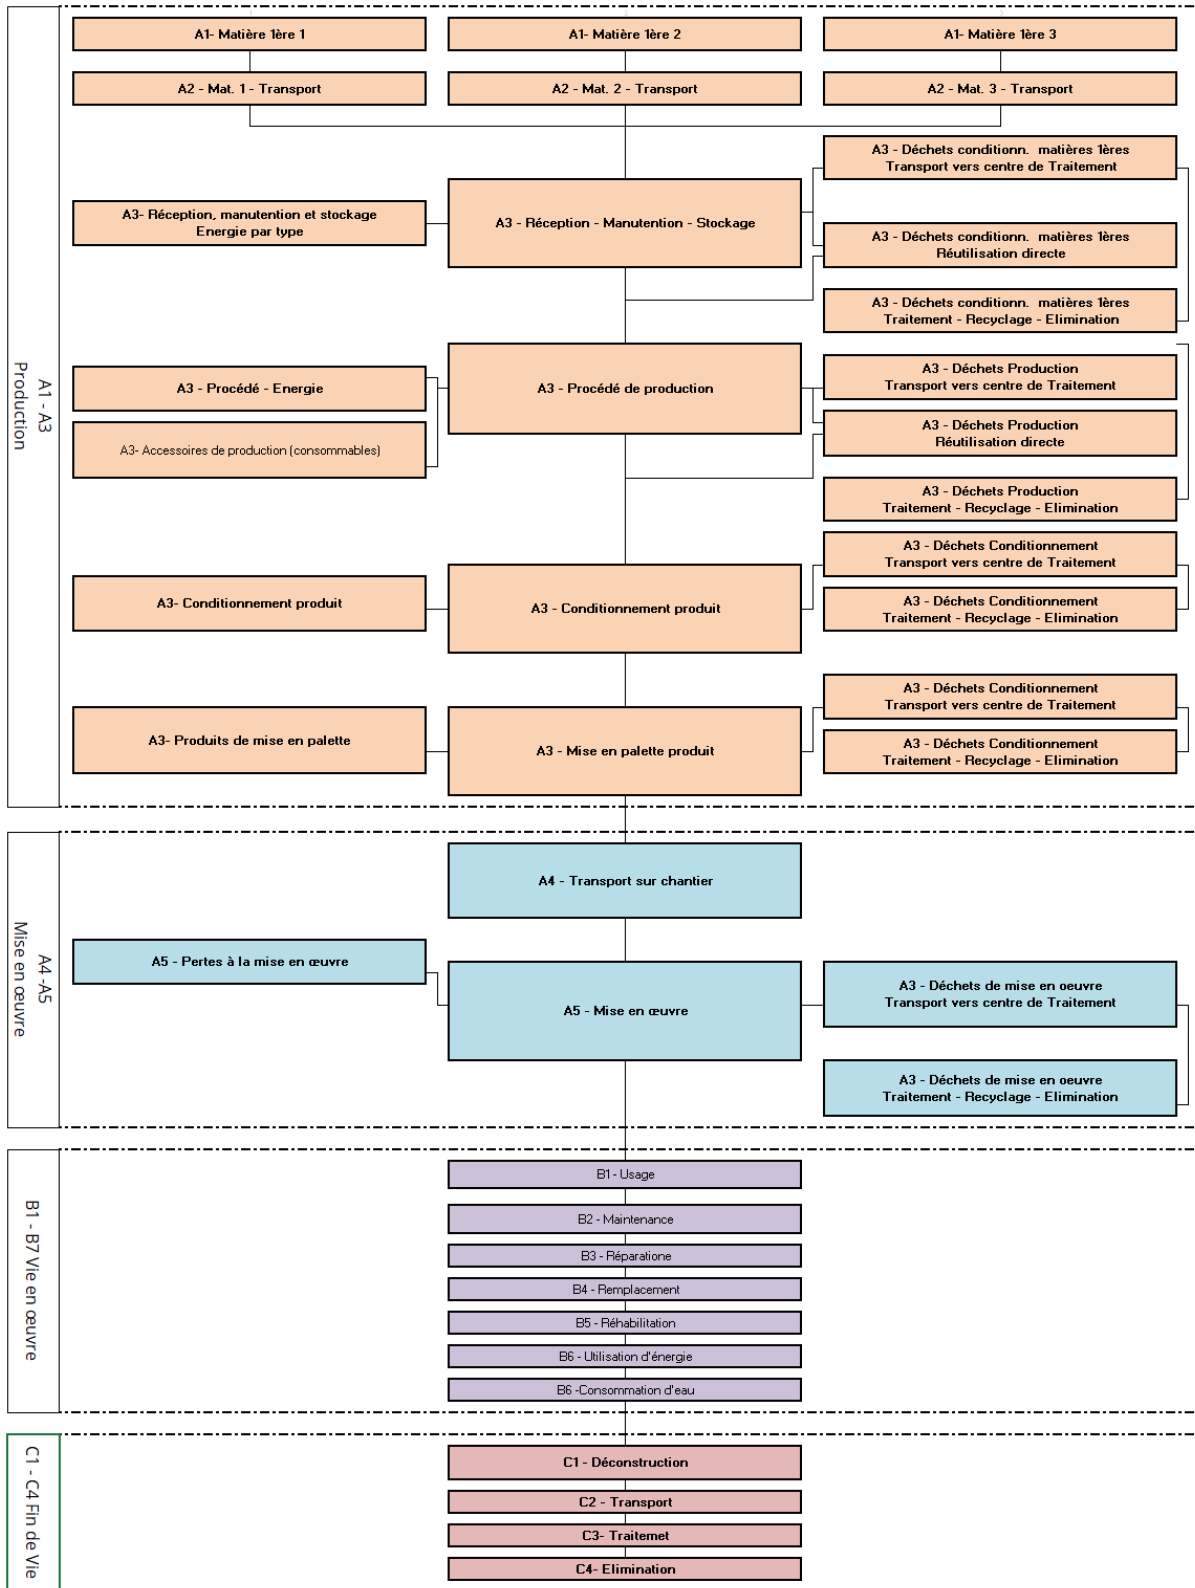 A1- Matière 1ère 1
A1- Matière 1ère 2
A1- Matière 1ère 3
A2 - Mat. 1 - Transport
A2 - Mat. 2 - Transport
A2 - Mat. 3 - Transport
A3 - Déchets conditionn. matières 1ères
Transport vers centre de Traitement
A3- Réception, manutention et stockage
Energie par type
A3 - Réception - Manutention - Stockage
A3 - Déchets conditionn. matières 1ères
Réutilisation directe
A3 - Déchets conditionn. matières 1ères
Traitement - Recyclage - Elimination
A1 - A3
Production
A3 - Procédé - Energie
A3 - Procédé de production
A3 - Déchets Production
Transport vers centre de Traitement
A3- Accessoires de production (consommables)
A3 - Déchets Production
Réutilisation directe
A3 - Déchets Production
Traitement - Recyclage - Elimination
A3 - Déchets Conditionnement
Transport vers centre de Traitement
A3- Conditionnement produit
A3 - Conditionnement produit
A3 - Déchets Conditionnement
Traitement - Recyclage - Elimination
A3 - Déchets Conditionnement
Transport vers centre de Traitement
A3- Produits de mise en palette
A3 - Mise en palette produit
A3 - Déchets Conditionnement
Traitement - Recyclage - Elimination
A4 -A5
Mise en œuvre
A4 - Transport sur chantier
A5 - Pertes à la mise en œuvre
A5 - Mise en œuvre
A3 - Déchets de mise en oeuvre
Transport vers centre de Traitement
A3 - Déchets de mise en oeuvre
Traitement - Recyclage - Elimination
B1 - B7 Vie en œuvre
B1 - Usage
B2 - Maintenance
B3 - Réparatione
B4 - Remplacement
B5 - Réhabilitation
B6 - Utilisation d'énergie
B6 -Consommation d'eau
C1 - C4 Fin de Vie
C1 - Déconstruction
C2 - Transport
C3- Traitemet
C4- Elimination